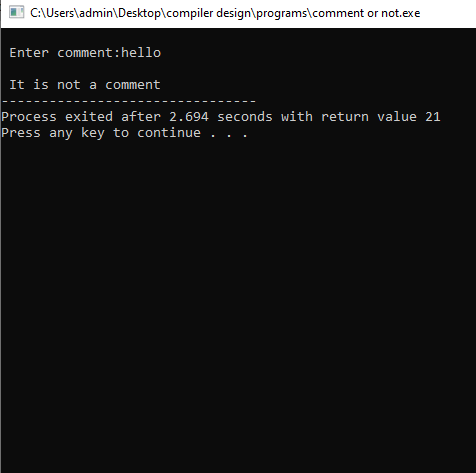 C:\Users\admin\Desktop\compiler design\programs\comment or not.exe
Enter comment:hello
It is not a comment
--------------------------------
Process exited after 2.694 seconds with return value 21
Press any key to continue . . .